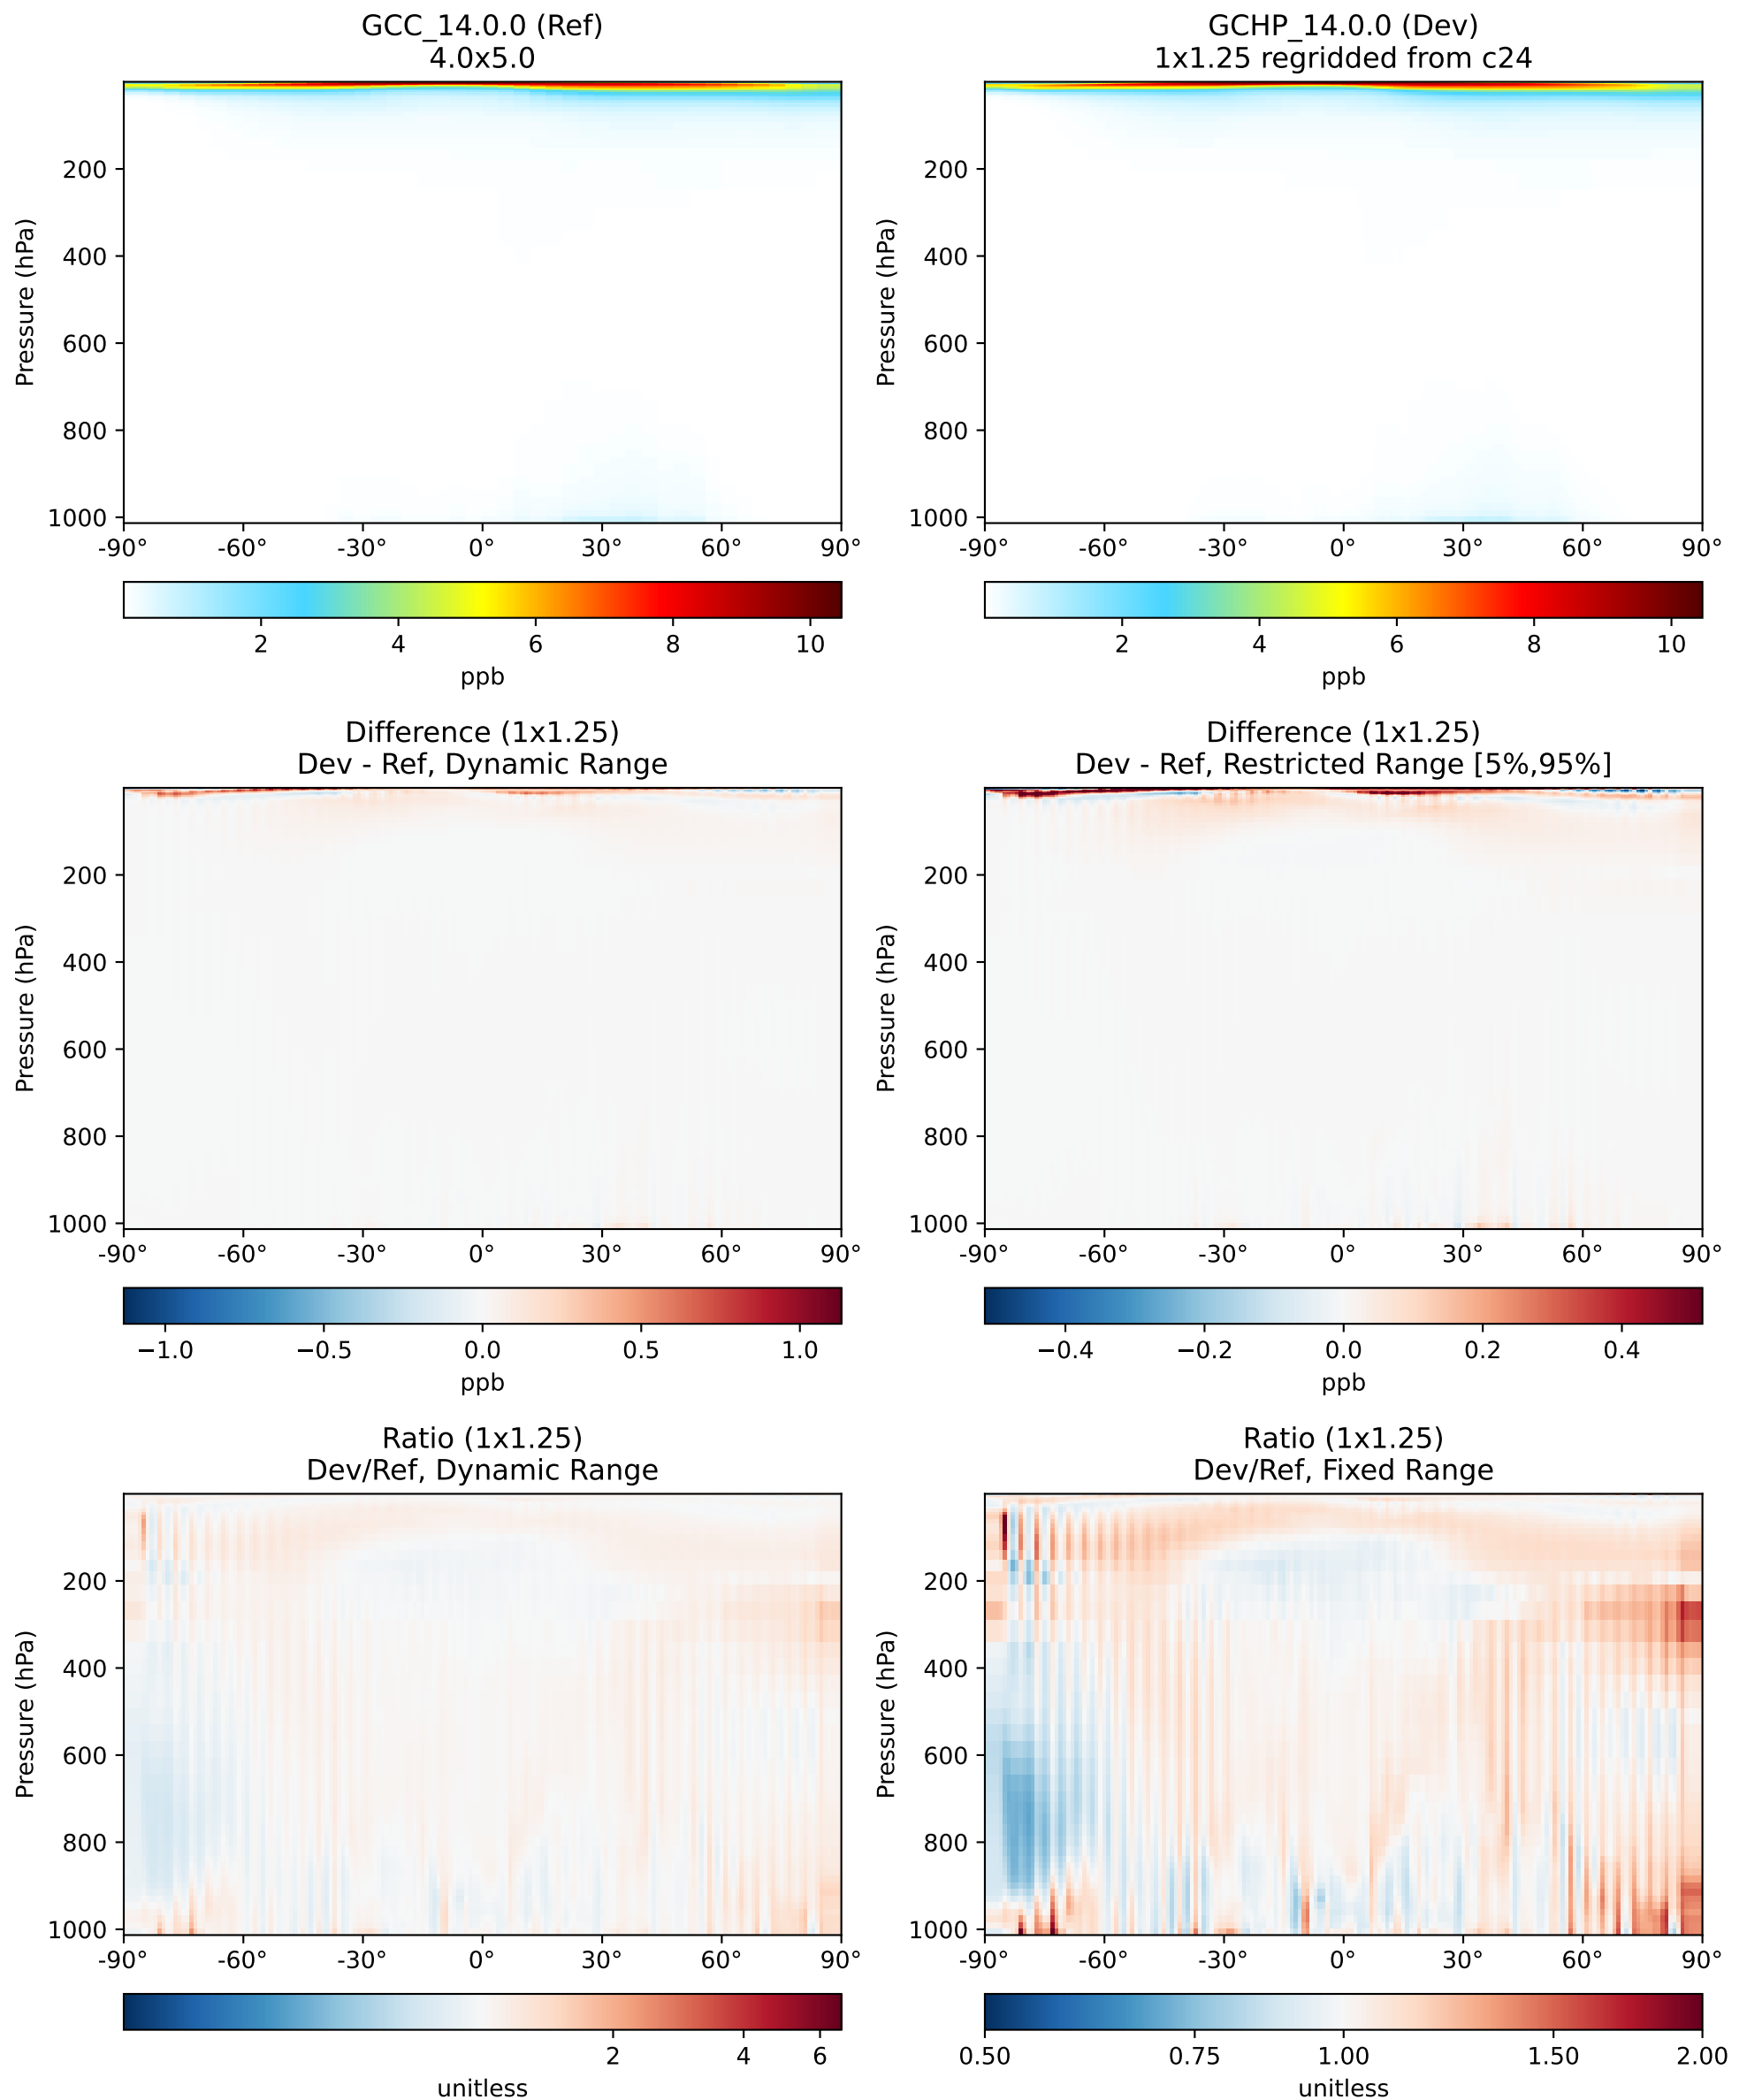 GCC_14.0.0 (Ref)
4.0x5.0
Pressure (hPa)
200
400
600
800
1000
-90° -60° -30° 0° 30° 60° 90°
2 4 6 8 10
ppb
GCHP_14.0.0 (Dev)
1x1.25 regridded from c24
Pressure (hPa)
200
400
600
800
1000
-90° -60° -30° 0° 30° 60° 90°
2 4 6 8 10
ppb
Difference (1x1.25)
Dev - Ref, Dynamic Range
Pressure (hPa)
200
400
600
800
1000
-90° -60° -30° 0° 30° 60° 90°
−1.0 −0.5 0.0 0.5 1.0
ppb
Difference (1x1.25)
Dev - Ref, Restricted Range [5%,95%]
Pressure (hPa)
200
400
600
800
1000
-90° -60° -30° 0° 30° 60° 90°
−0.4 −0.2 0.0 0.2 0.4
ppb
Ratio (1x1.25)
Dev/Ref, Dynamic Range
Pressure (hPa)
200
400
600
800
1000
-90° -60° -30° 0° 30° 60° 90°
2 4 6
unitless
Ratio (1x1.25)
Dev/Ref, Fixed Range
Pressure (hPa)
200
400
600
800
1000
-90° -60° -30° 0° 30° 60° 90°
0.50 0.75 1.00 1.50 2.00
unitless